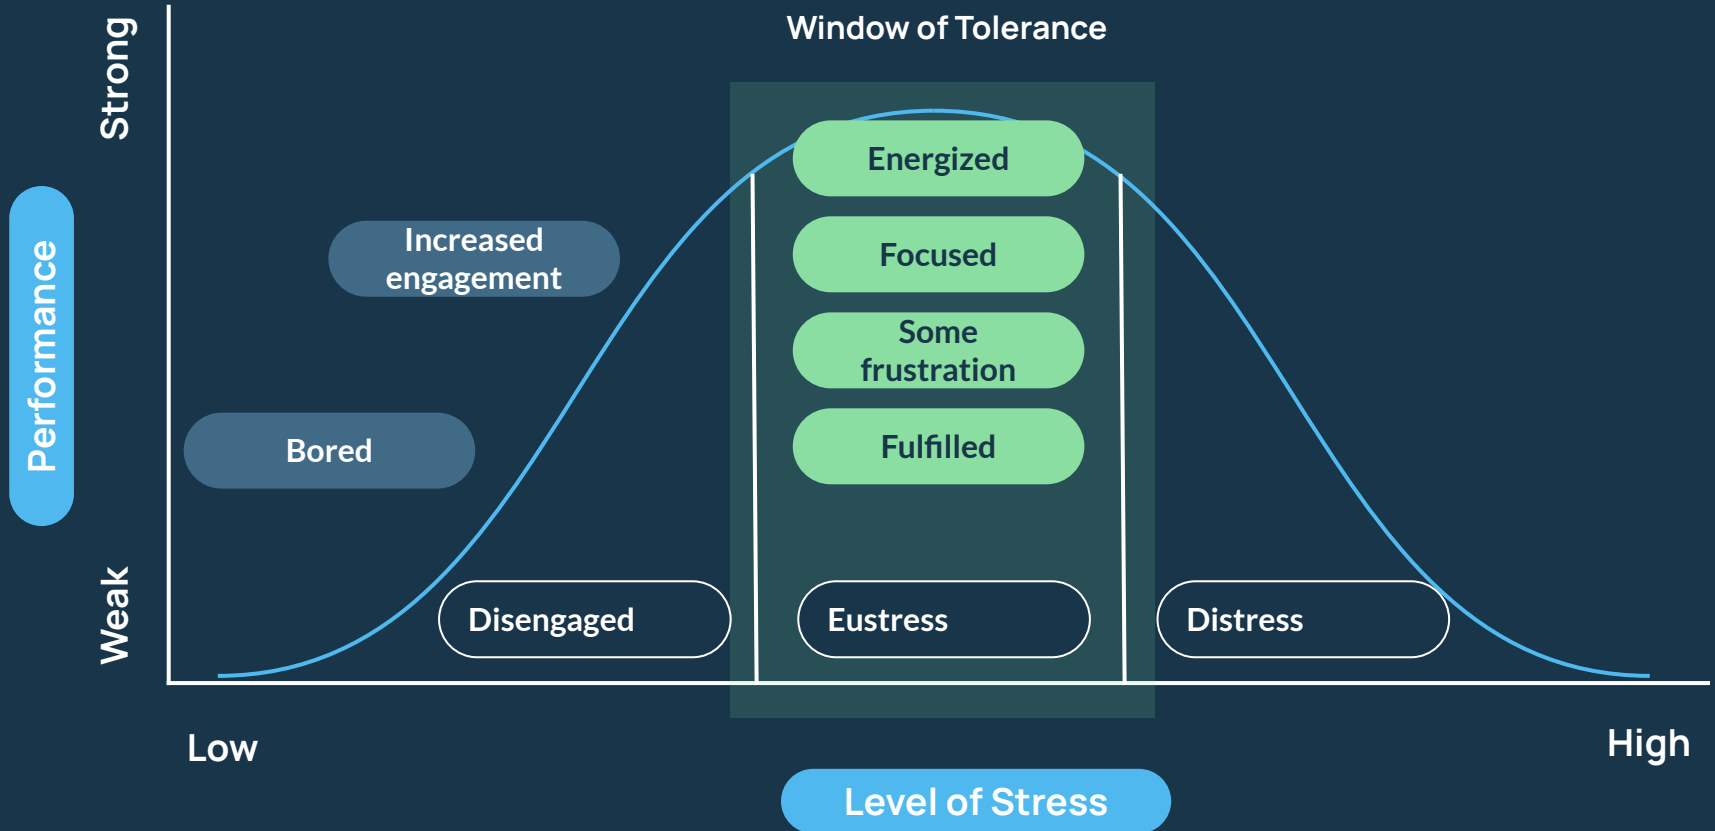 Window of Tolerance
Strong
Performance
Weak
Increased
engagement
Bored
Energized
Focused
Some
frustration
Fulfilled
Disengaged
Eustress
Distress
Low
High
Level of Stress